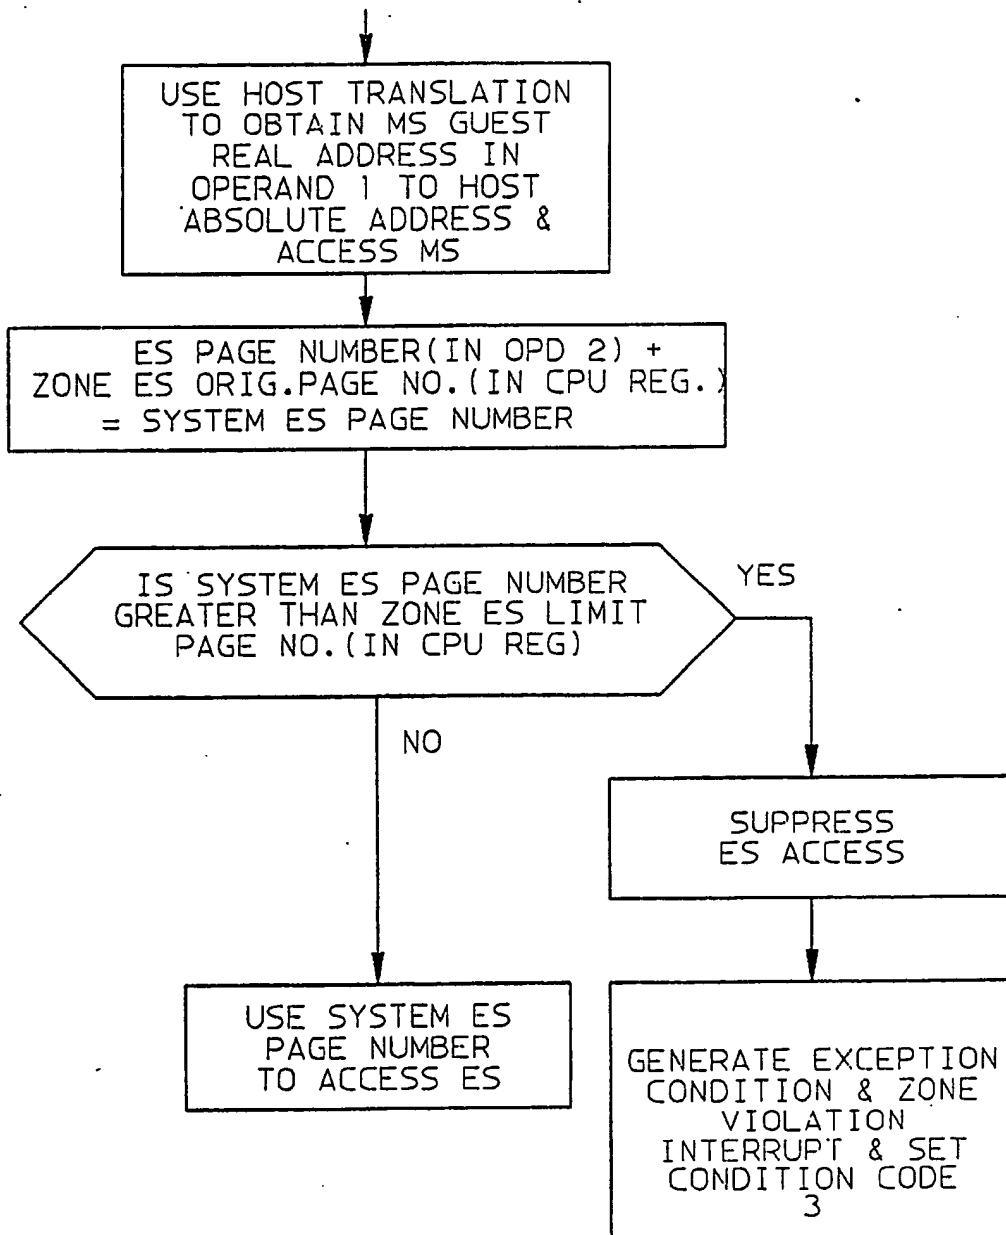 USE HOST TRANSLATION
TO OBTAIN MS GUEST
REAL ADDRESS IN
OPERAND 1 TO HOST
ABSOLUTE ADDRESS &
ACCESS MS
ES PAGE NUMBER(IN OPD 2) +
ZONE ES ORIG.PAGE NO.(IN CPU REG.)
= SYSTEM ES PAGE NUMBER
IS SYSTEM ES PAGE NUMBER
GREATER THAN ZONE ES LIMIT
PAGE NO.(IN CPU REG)
YES
NO
SUPPRESS
ES ACCESS
USE SYSTEM ES
PAGE NUMBER
TO ACCESS ES
GENERATE EXCEPTION
CONDITION & ZONE
VIOLATION
INTERRUPT & SET
CONDITION CODE
3